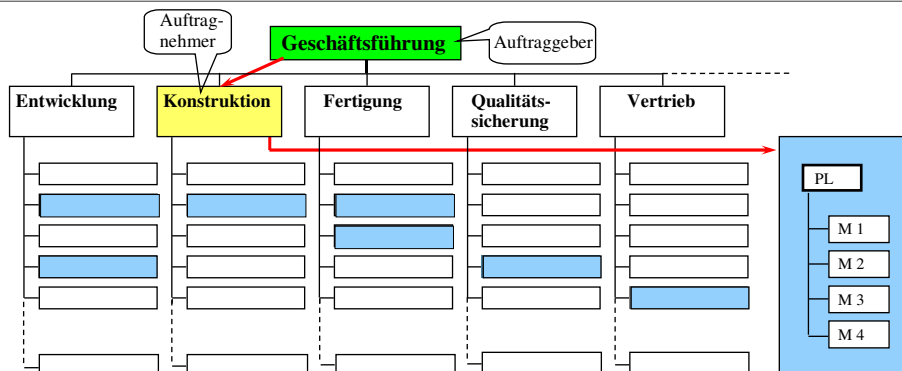 Auftrag-
nehmer
Geschäftsführung
Auftraggeber
Entwicklung
Konstruktion
Fertigung
Qualitäts-
sicherung
Vertrieb
PL
M 1
M 2
M 3
M 4